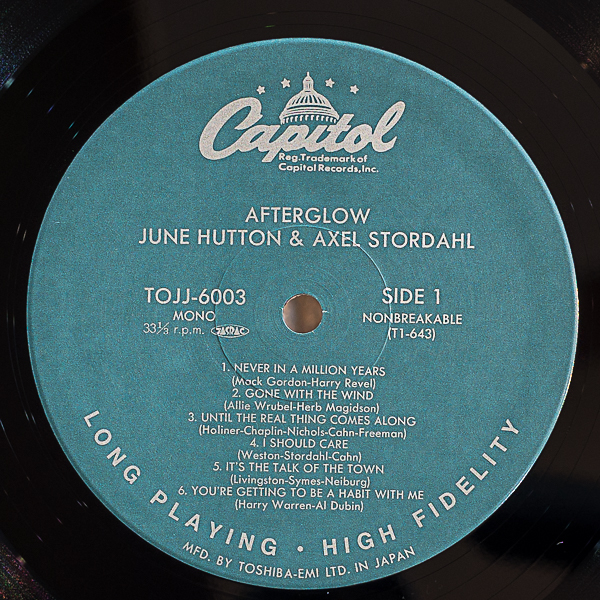 Capitol
Reg. Trademark of
Capitol Records, Inc.
AFTERGLOW
JUNE HUTTON & AXEL STORDAHL
TOJJ-6003
MONO
33⅓ r.p.m. JASRAC
SIDE 1
NONBREAKABLE
(T1-643)
1. NEVER IN A MILLION YEARS
(Mack Gordon-Harry Revel)
2. GONE WITH THE WIND
(Allie Wrubel-Herb Magidson)
3. UNTIL THE REAL THING COMES ALONG
(Holiner-Chaplin-Nichols-Cahn-Freeman)
4. I SHOULD CARE
(Weston-Stordahl-Cahn)
5. IT'S THE TALK OF THE TOWN
(Livingston-Symes-Neiburg)
6. YOU'RE GETTING TO BE A HABIT WITH ME
(Harry Warren-Al Dubin)
LONG PLAYING • HIGH FIDELITY
MFD. BY TOSHIBA-EMI LTD. IN JAPAN